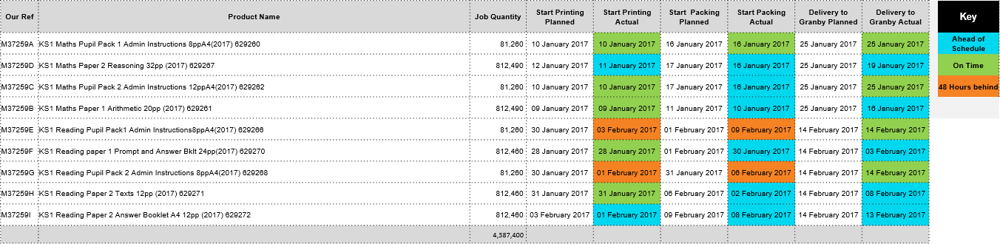 Our Ref Product Name Job Quantity Start Printing Planned Start Printing Actual Start Packing Planned Start Packing Actual Delivery to Granby Planned Delivery to Granby Actual Key
M37259A KS1 Maths Pupil Pack 1 Admin Instructions 8ppA4(2017) 629260 81,260 10 January 2017 10 January 2017 16 January 2017 16 January 2017 25 January 2017 25 January 2017 Ahead of Schedule
M37259D KS1 Maths Paper 2 Reasoning 32pp (2017) 629267 812,490 12 January 2017 11 January 2017 17 January 2017 16 January 2017 25 January 2017 19 January 2017 On Time
M37259C KS1 Maths Pupil Pack 2 Admin Instructions 12ppA4(2017) 629262 81,260 10 January 2017 10 January 2017 17 January 2017 16 January 2017 25 January 2017 25 January 2017 48 Hours behind
M37259B KS1 Maths Paper 1 Arithmetic 20pp (2017) 629261 812,490 09 January 2017 09 January 2017 11 January 2017 10 January 2017 25 January 2017 16 January 2017
M37259E KS1 Reading Pupil Pack1 Admin Instructions8ppA4(2017) 629266 81,260 30 January 2017 03 February 2017 01 February 2017 09 February 2017 14 February 2017 14 February 2017
M37259F KS1 Reading paper 1 Prompt and Answer Bklt 24pp(2017) 629270 812,460 28 January 2017 28 January 2017 01 February 2017 30 January 2017 14 February 2017 03 February 2017
M37259G KS1 Reading Pupil Pack 2 Admin Instructions 8ppA4(2017) 629268 81,260 30 January 2017 01 February 2017 31 January 2017 06 February 2017 14 February 2017 14 February 2017
M37259H KS1 Reading Paper 2 Texts 12pp (2017) 629271 812,460 31 January 2017 31 January 2017 06 February 2017 02 February 2017 14 February 2017 08 February 2017
M37259I KS1 Reading Paper 2 Answer Booklet A4 12pp (2017) 629272 812,460 03 February 2017 01 February 2017 09 February 2017 08 February 2017 14 February 2017 13 February 2017
4,387,400